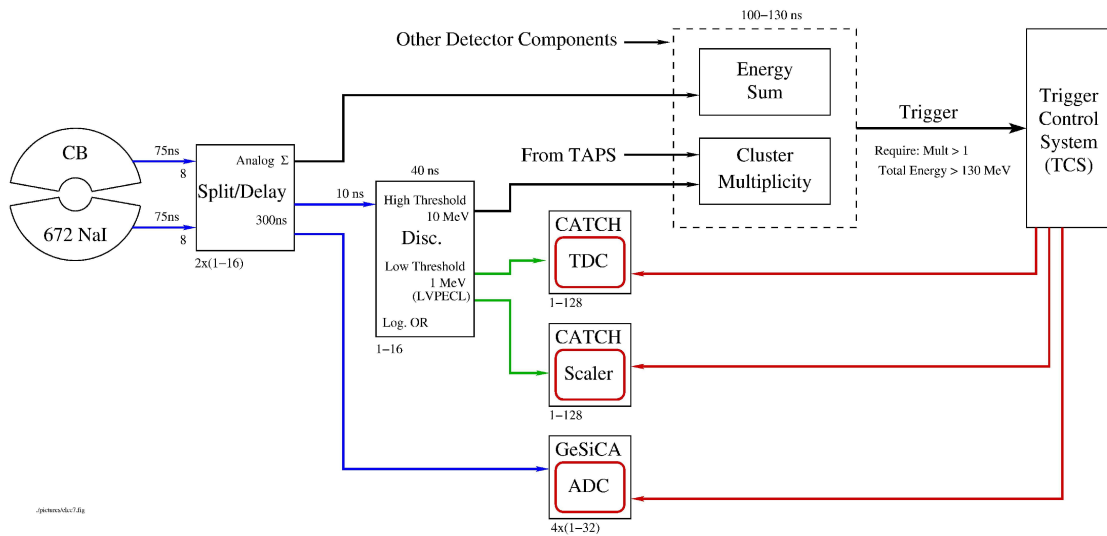 100−130 ns
Other Detector Components
Energy
Sum
Trigger
Control
System
(TCS)
Trigger
Require: Mult > 1
Total Energy > 130 MeV
From TAPS
Cluster
Multiplicity
CB
672 NaI
75ns
8
75ns
8
Analog Σ
Split/Delay
300ns
2x(1−16)
10 ns
40 ns
High Threshold
10 MeV
Disc.
Low Threshold
1 MeV
(LVPECL)
Log. OR
1−16
CATCH
TDC
1−128
CATCH
Scaler
1−128
GeSiCA
ADC
4x(1−32)